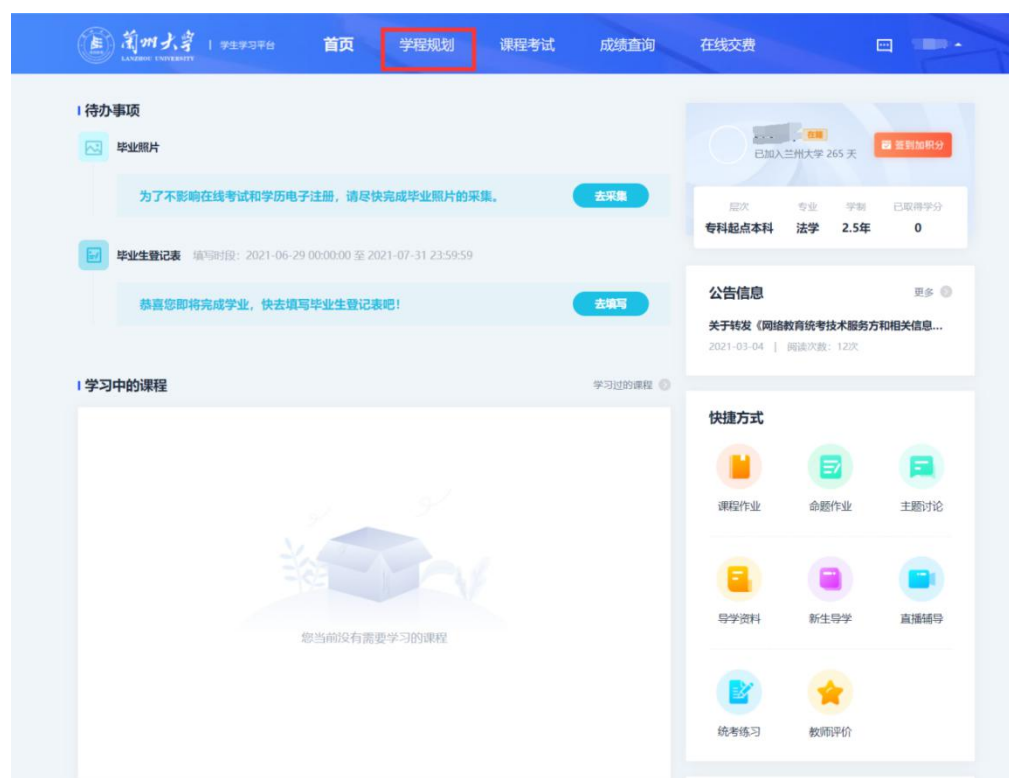 蘭州大学
LANZHOU UNIVERSITY
学生学习平台
首页
学程规划
课程考试
成绩查询
在线交费
待办事项
毕业照片
为了不影响在线考试和学历电子注册，请尽快完成毕业照片的采集。
去采集
毕业生登记表 填写时段：2021-06-29 00:00:00 至 2021-07-31 23:59:59
恭喜您即将完成学业，快去填写毕业生登记表吧！
去填写
学习中的课程
学习过的课程
您当前没有需要学习的课程
在籍
已加入兰州大学 265 天
签到加积分
层次 专业 学制 已取得学分
专科起点本科 法学 2.5年 0
公告信息
更多
关于转发《网络教育统考技术服务方和相关信息...
2021-03-04 | 阅读次数：12次
快捷方式
课程作业 命题作业 主题讨论
导学资料 新生导学 直播辅导
统考练习 教师评价